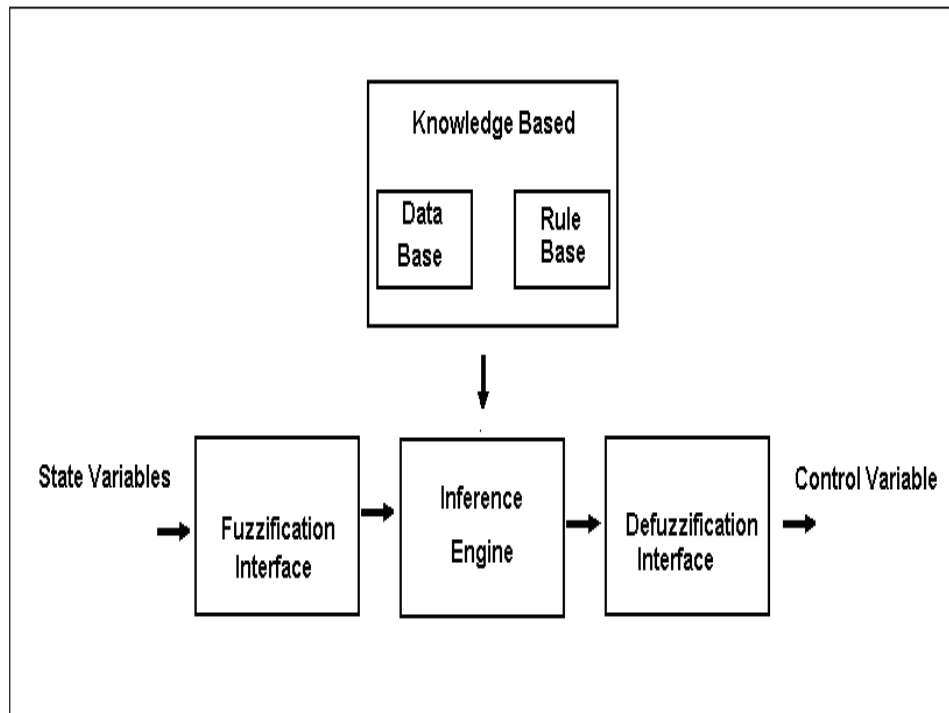 Knowledge Based
Data
Base
Rule
Base
State Variables
Fuzzification
Interface
Inference
Engine
Defuzzification
Interface
Control Variable